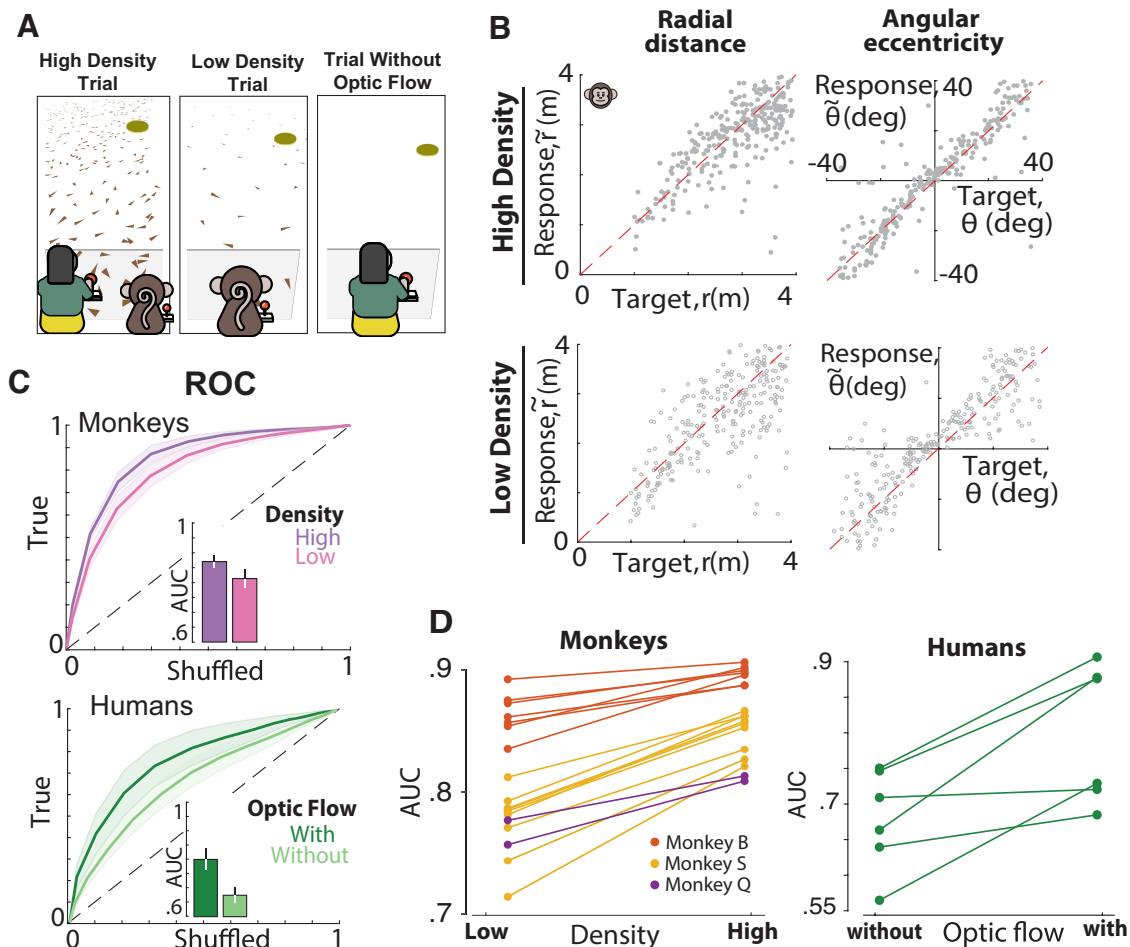 A
High Density
Trial
Low Density
Trial
Trial Without
Optic Flow
B
Radial
distance
Angular
eccentricity
High Density
Response, r̃ (m)
4
0
0
Target, r(m)
4
Response,
θ̃(deg)
40
-40
40
Target,
θ (deg)
-40
Low Density
Response, r̃ (m)
4
0
0
Target, r(m)
4
Response,
θ̃(deg)
Target,
θ (deg)
C
ROC
Monkeys
1
True
0
0
Shuffled
1
Density
High
Low
1
AUC
.6
Humans
1
True
0
0
Shuffled
1
Optic Flow
With
Without
1
AUC
.6
D
Monkeys
.9
.8
.7
AUC
Monkey B
Monkey S
Monkey Q
Low
Density
High
Humans
.9
.7
.55
AUC
without
Optic flow
with